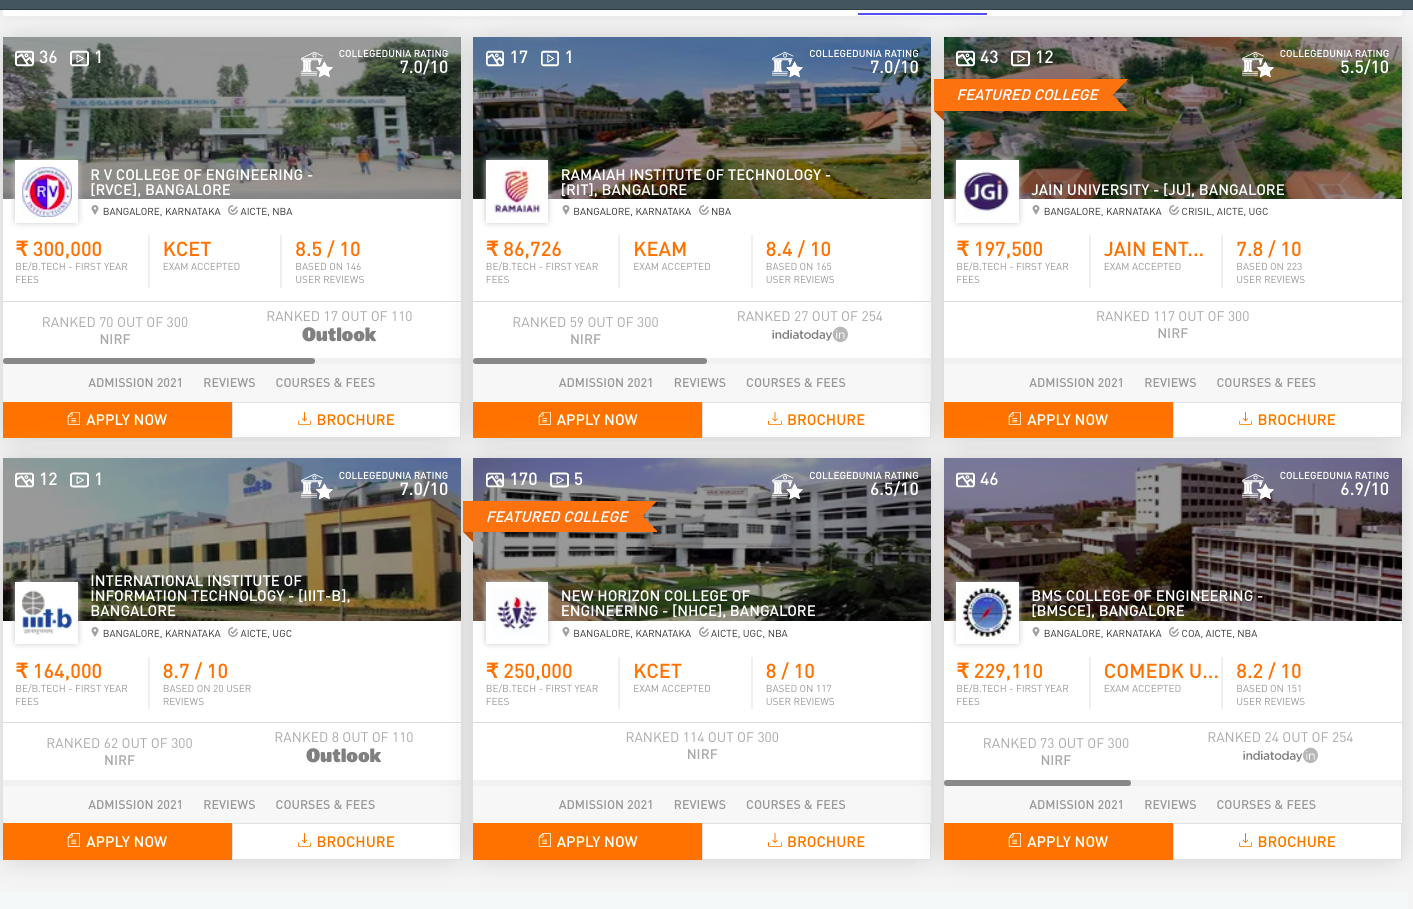 36 1
COLLEGEDUNIA RATING
7.0/10
R.V. COLLEGE OF ENGINEERING
R V COLLEGE OF ENGINEERING -
[RVCE], BANGALORE
RV
BANGALORE, KARNATAKA AICTE, NBA
₹ 300,000
BE/B.TECH - FIRST YEAR
FEES
KCET
EXAM ACCEPTED
8.5 / 10
BASED ON 146
USER REVIEWS
RANKED 70 OUT OF 300
NIRF
RANKED 17 OUT OF 110
Outlook
ADMISSION 2021 REVIEWS COURSES & FEES
APPLY NOW BROCHURE
17 1
COLLEGEDUNIA RATING
7.0/10
RAMAIAH INSTITUTE OF TECHNOLOGY -
[RIT], BANGALORE
RAMAIAH
BANGALORE, KARNATAKA NBA
₹ 86,726
BE/B.TECH - FIRST YEAR
FEES
KEAM
EXAM ACCEPTED
8.4 / 10
BASED ON 165
USER REVIEWS
RANKED 59 OUT OF 300
NIRF
RANKED 27 OUT OF 254
indiatoday in
ADMISSION 2021 REVIEWS COURSES & FEES
APPLY NOW BROCHURE
43 12
COLLEGEDUNIA RATING
5.5/10
FEATURED COLLEGE
JGI
JAIN UNIVERSITY - [JU], BANGALORE
BANGALORE, KARNATAKA CRISIL, AICTE, UGC
₹ 197,500
BE/B.TECH - FIRST YEAR
FEES
JAIN ENT...
EXAM ACCEPTED
7.8 / 10
BASED ON 223
USER REVIEWS
RANKED 117 OUT OF 300
NIRF
ADMISSION 2021 REVIEWS COURSES & FEES
APPLY NOW BROCHURE
12 1
COLLEGEDUNIA RATING
7.0/10
iiit-b
INTERNATIONAL INSTITUTE OF
INFORMATION TECHNOLOGY - [IIIT-B],
BANGALORE
iiit-b
BANGALORE, KARNATAKA AICTE, UGC
₹ 164,000
BE/B.TECH - FIRST YEAR
FEES
8.7 / 10
BASED ON 20 USER
REVIEWS
RANKED 62 OUT OF 300
NIRF
RANKED 8 OUT OF 110
Outlook
ADMISSION 2021 REVIEWS COURSES & FEES
APPLY NOW BROCHURE
170 5
COLLEGEDUNIA RATING
6.5/10
FEATURED COLLEGE
NEW HORIZON COLLEGE OF
ENGINEERING - [NHCE], BANGALORE
BANGALORE, KARNATAKA AICTE, UGC, NBA
₹ 250,000
BE/B.TECH - FIRST YEAR
FEES
KCET
EXAM ACCEPTED
8 / 10
BASED ON 117
USER REVIEWS
RANKED 114 OUT OF 300
NIRF
ADMISSION 2021 REVIEWS COURSES & FEES
APPLY NOW BROCHURE
46
COLLEGEDUNIA RATING
6.9/10
BMS COLLEGE OF ENGINEERING -
[BMSCE], BANGALORE
BANGALORE, KARNATAKA COA, AICTE, NBA
₹ 229,110
BE/B.TECH - FIRST YEAR
FEES
COMEDK U...
EXAM ACCEPTED
8.2 / 10
BASED ON 151
USER REVIEWS
RANKED 73 OUT OF 300
NIRF
RANKED 24 OUT OF 254
indiatoday in
ADMISSION 2021 REVIEWS COURSES & FEES
APPLY NOW BROCHURE